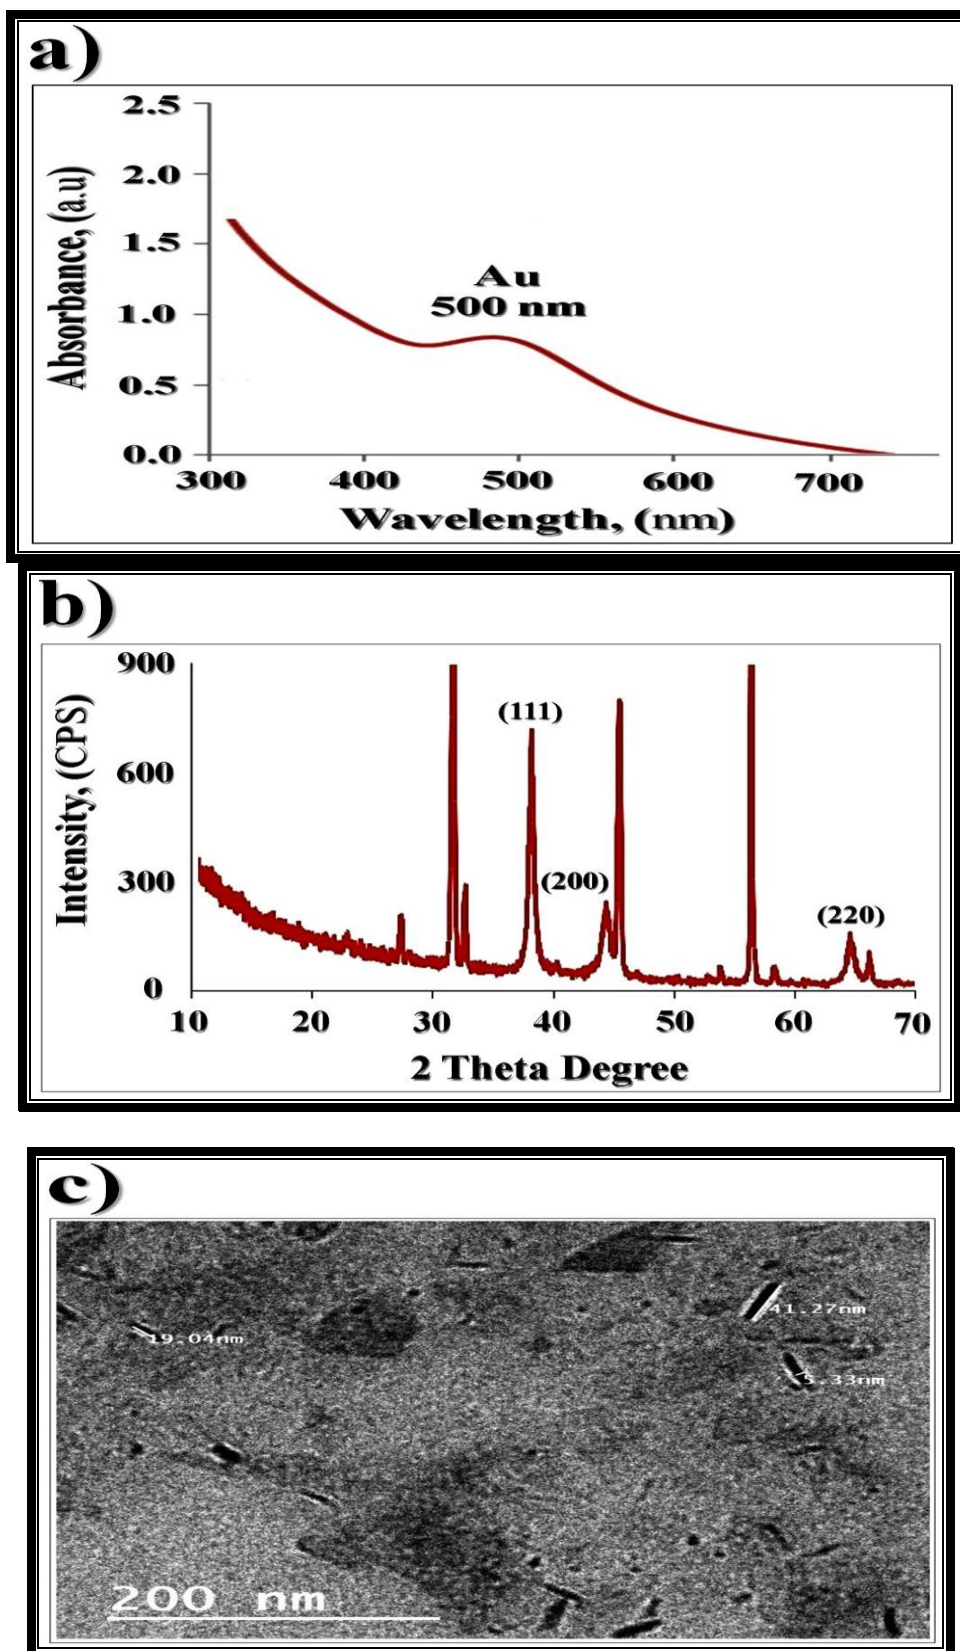 a)
2.5
2.0
1.5
1.0
0.5
0.0
Absorbance, (a.u)
Au
500 nm
300 400 500 600 700
Wavelength, (nm)
b)
900
600
300
0
Intensity, (CPS)
(111)
(200)
(220)
10 20 30 40 50 60 70
2 Theta Degree
c)
41.27nm
19.04nm
5.33nm
200 nm